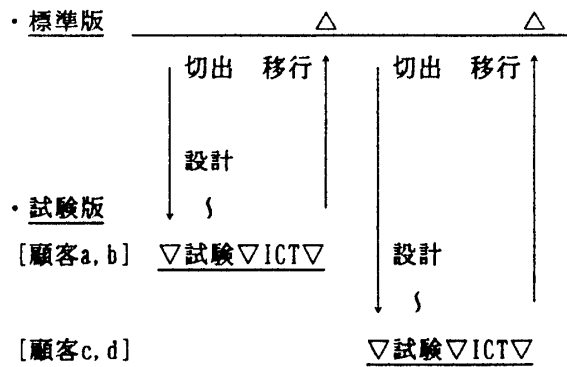 ・標準版 △ △
切出 移行 切出 移行
設計
・試験版 〜
[顧客a,b] ▽試験▽ICT▽ 設計
〜
[顧客c,d] ▽試験▽ICT▽